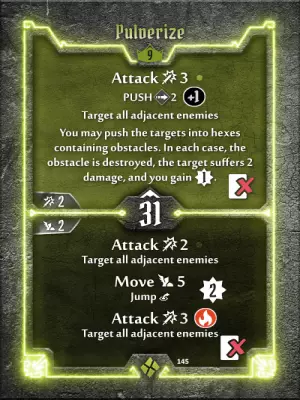 Pulverize
9
Attack 3
PUSH 2 +1
Target all adjacent enemies
You may push the targets into hexes
containing obstacles. In each case, the
obstacle is destroyed, the target suffers 2
damage, and you gain 1.
2
31
2
Attack 2
Target all adjacent enemies
Move 5
Jump
2
Attack 3
Target all adjacent enemies
145